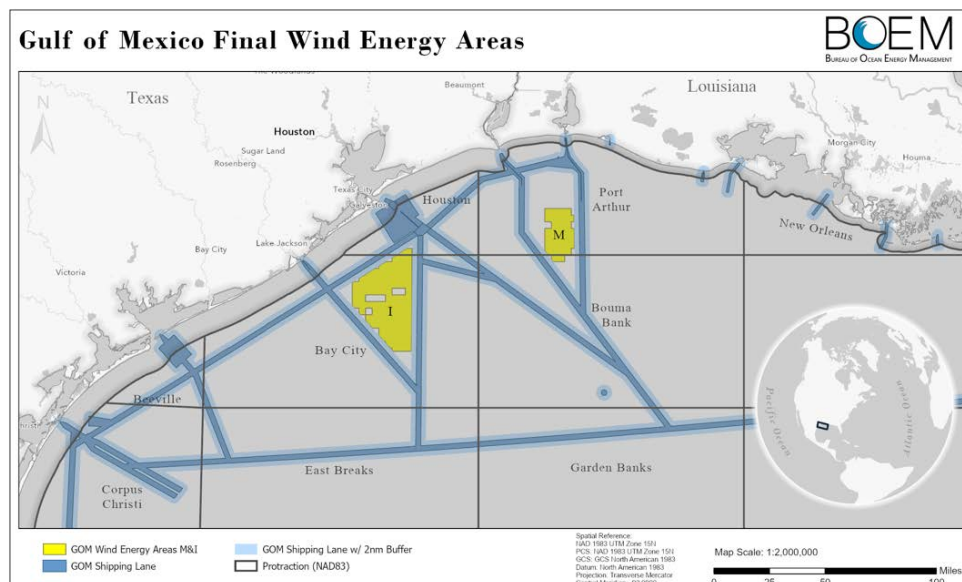 Gulf of Mexico Final Wind Energy Areas
BOEM
BUREAU OF OCEAN ENERGY MANAGEMENT
Texas
Beaumont
Louisiana
N
Houston
Sugar Land
Rosenberg
Morgan City
Houma
Texas City
Galveston
Houston
Port
Arthur
Lake Jackson
Bay City
M
New Orleans
Victoria
I
Bouma
Bank
Bay City
Beeville
Pacific Ocean
Atlantic Ocean
East Breaks
Garden Banks
Corpus
Christi
GOM Wind Energy Areas M&I
GOM Shipping Lane w/ 2nm Buffer
GOM Shipping Lane
Protraction (NAD83)
Spatial Reference:
NAD 1983 UTM Zone 15N
PCS: NAD 1983 UTM Zone 15N
GCS: GCS North American 1983
Datum: North American 1983
Projection: Transverse Mercator
Map Scale: 1:2,000,000
Miles
0 25 50 100